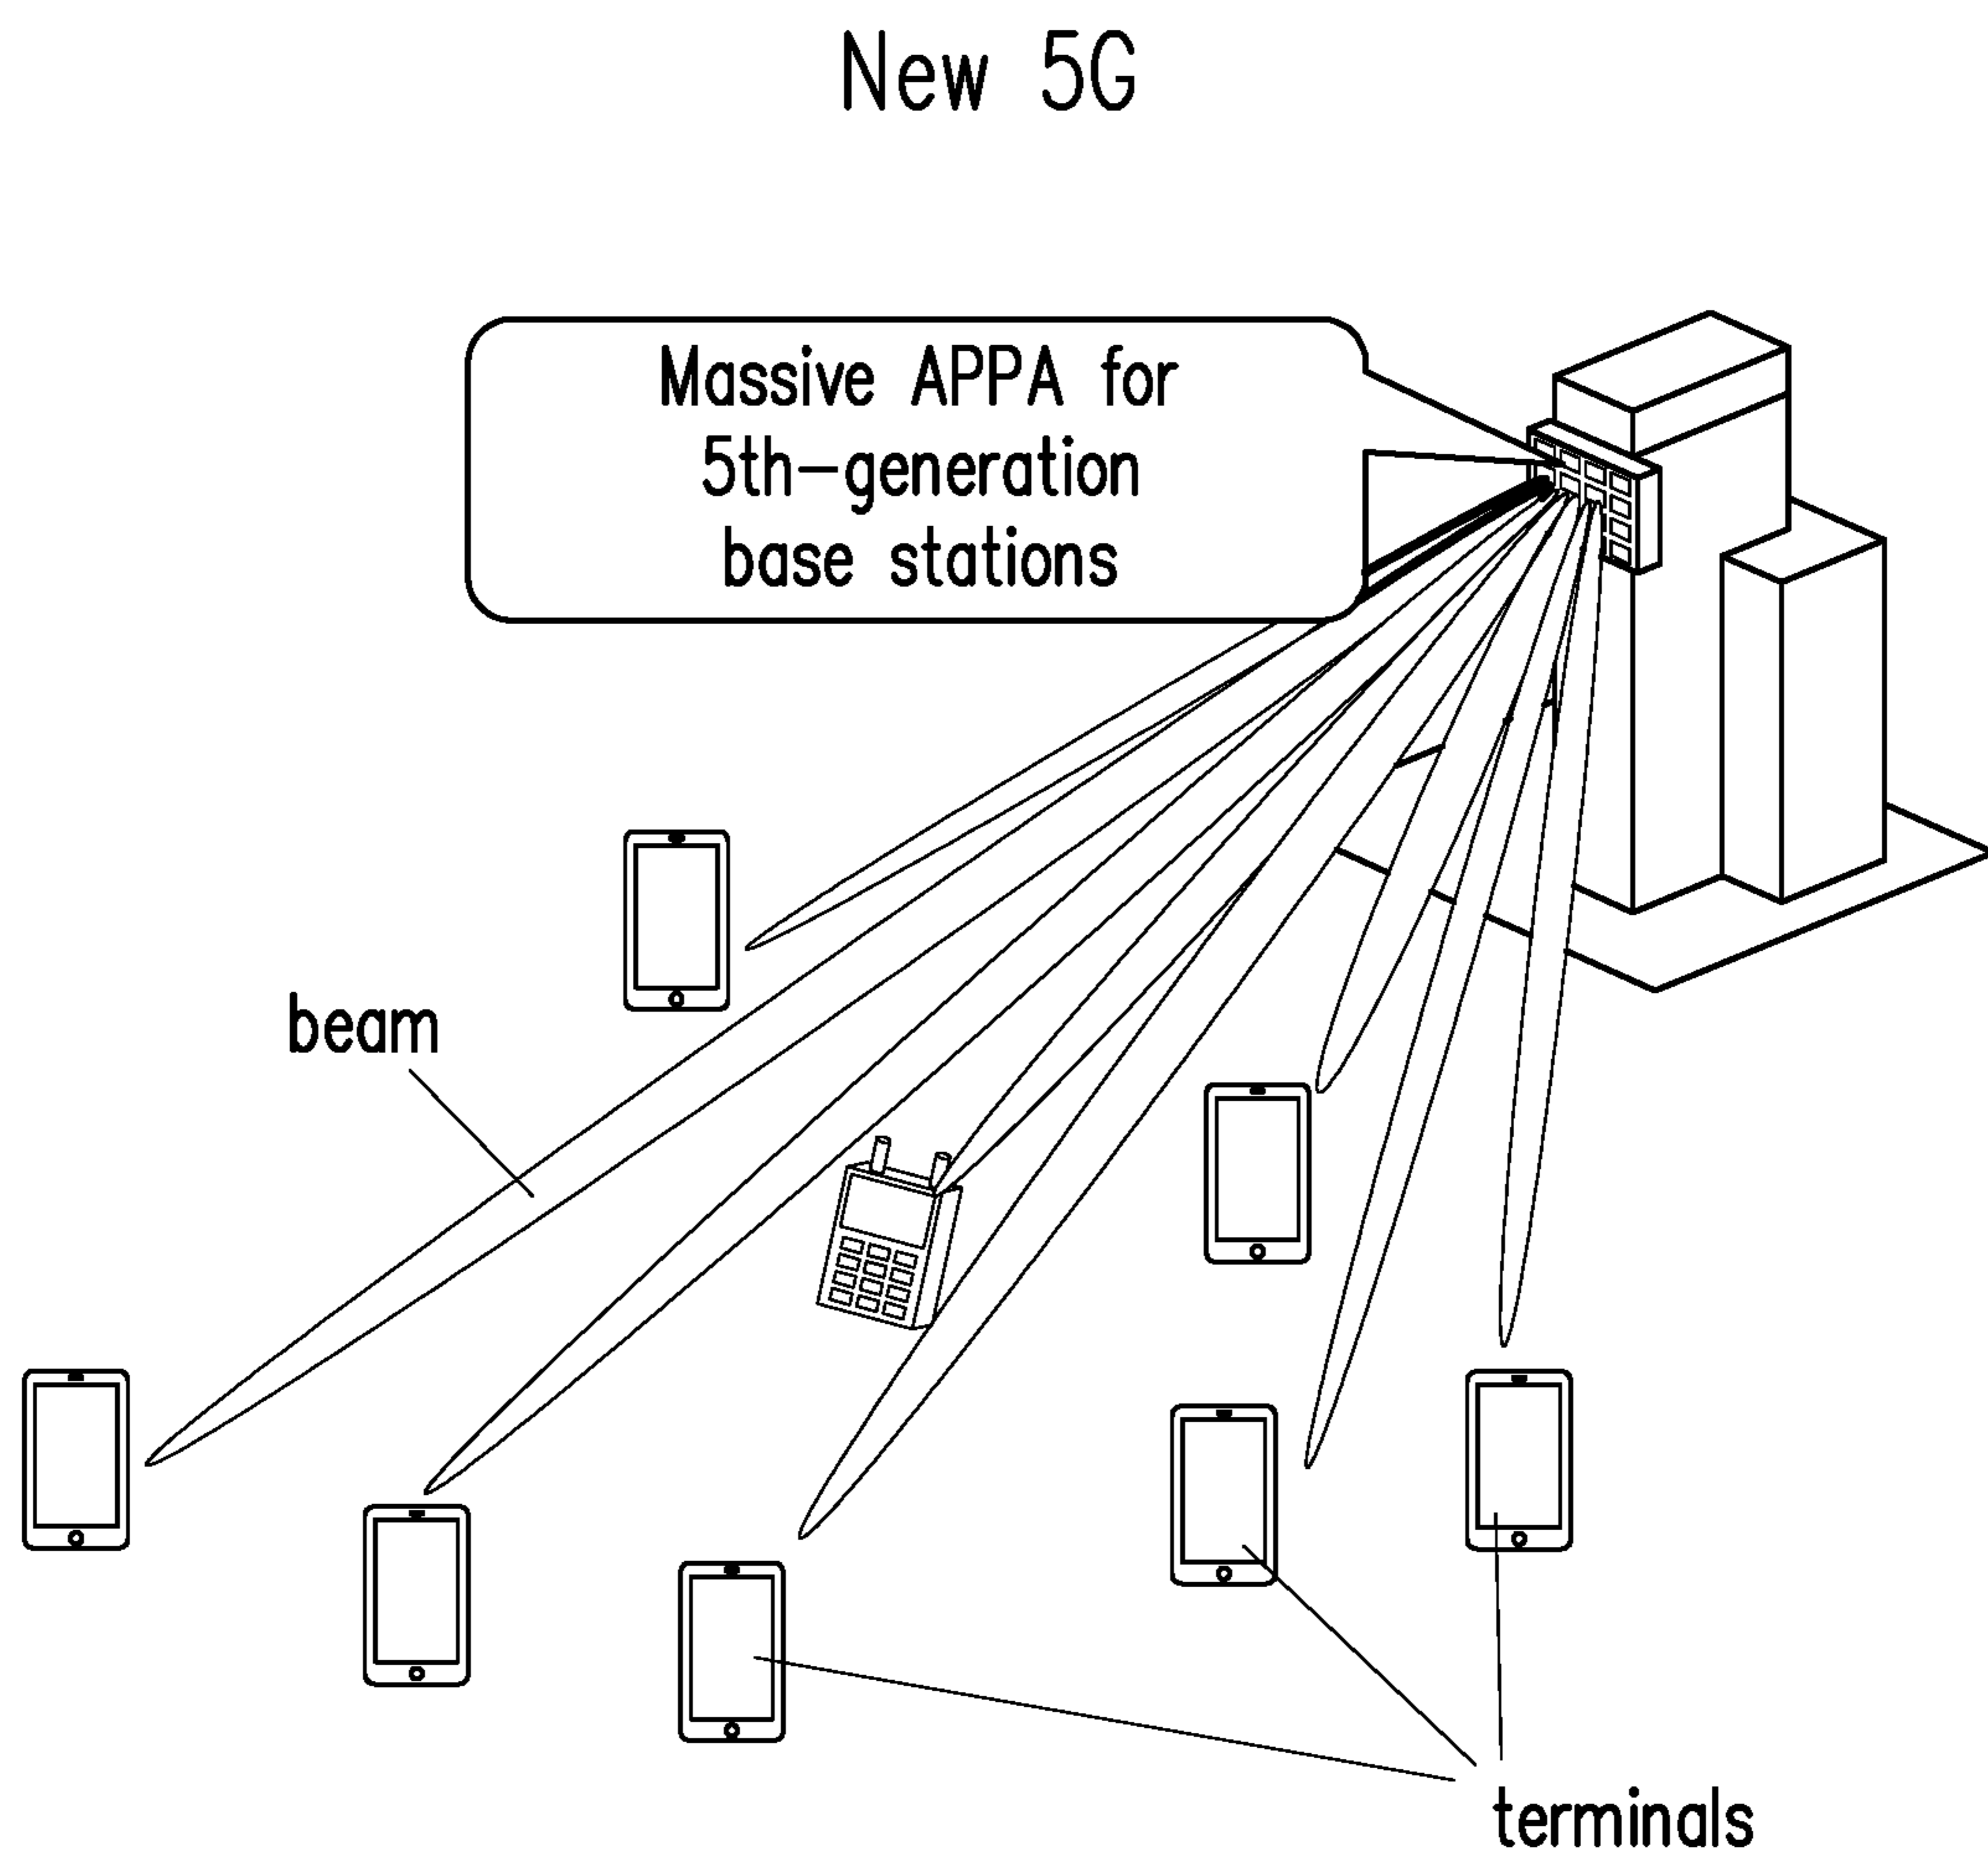 New 5G
Massive APPA for
5th-generation
base stations
beam
terminals